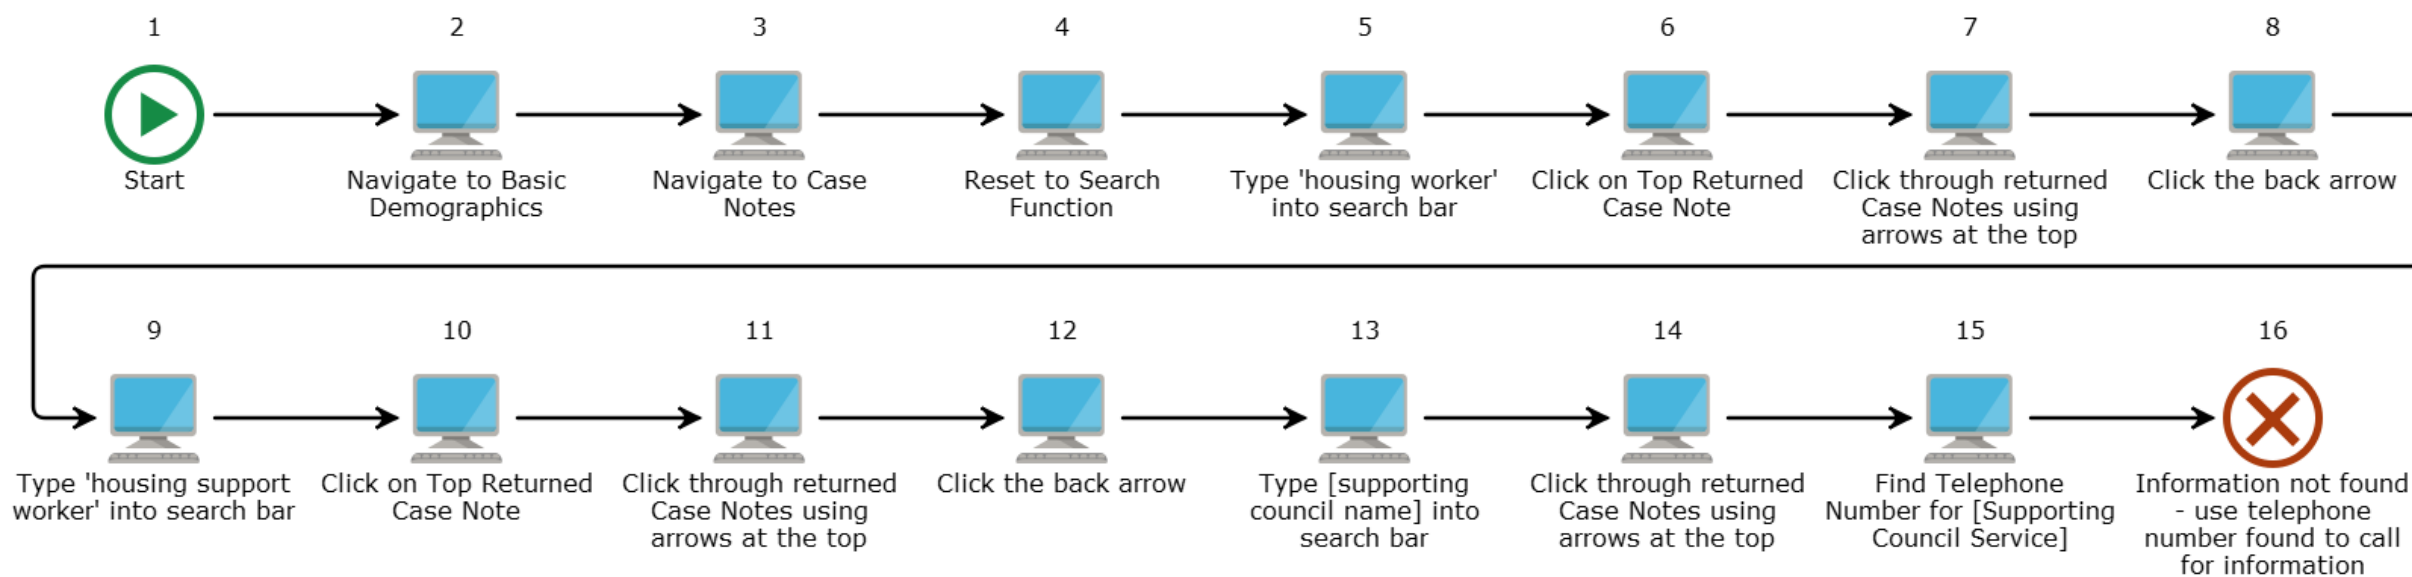 1
2
3
4
5
6
7
8
Start
Navigate to Basic
Demographics
Navigate to Case
Notes
Reset to Search
Function
Type 'housing worker'
into search bar
Click on Top Returned
Case Note
Click through returned
Case Notes using
arrows at the top
Click the back arrow
9
10
11
12
13
14
15
16
Type 'housing support
worker' into search bar
Click on Top Returned
Case Note
Click through returned
Case Notes using
arrows at the top
Click the back arrow
Type [supporting
council name] into
search bar
Click through returned
Case Notes using
arrows at the top
Find Telephone
Number for [Supporting
Council Service]
Information not found
- use telephone
number found to call
for information